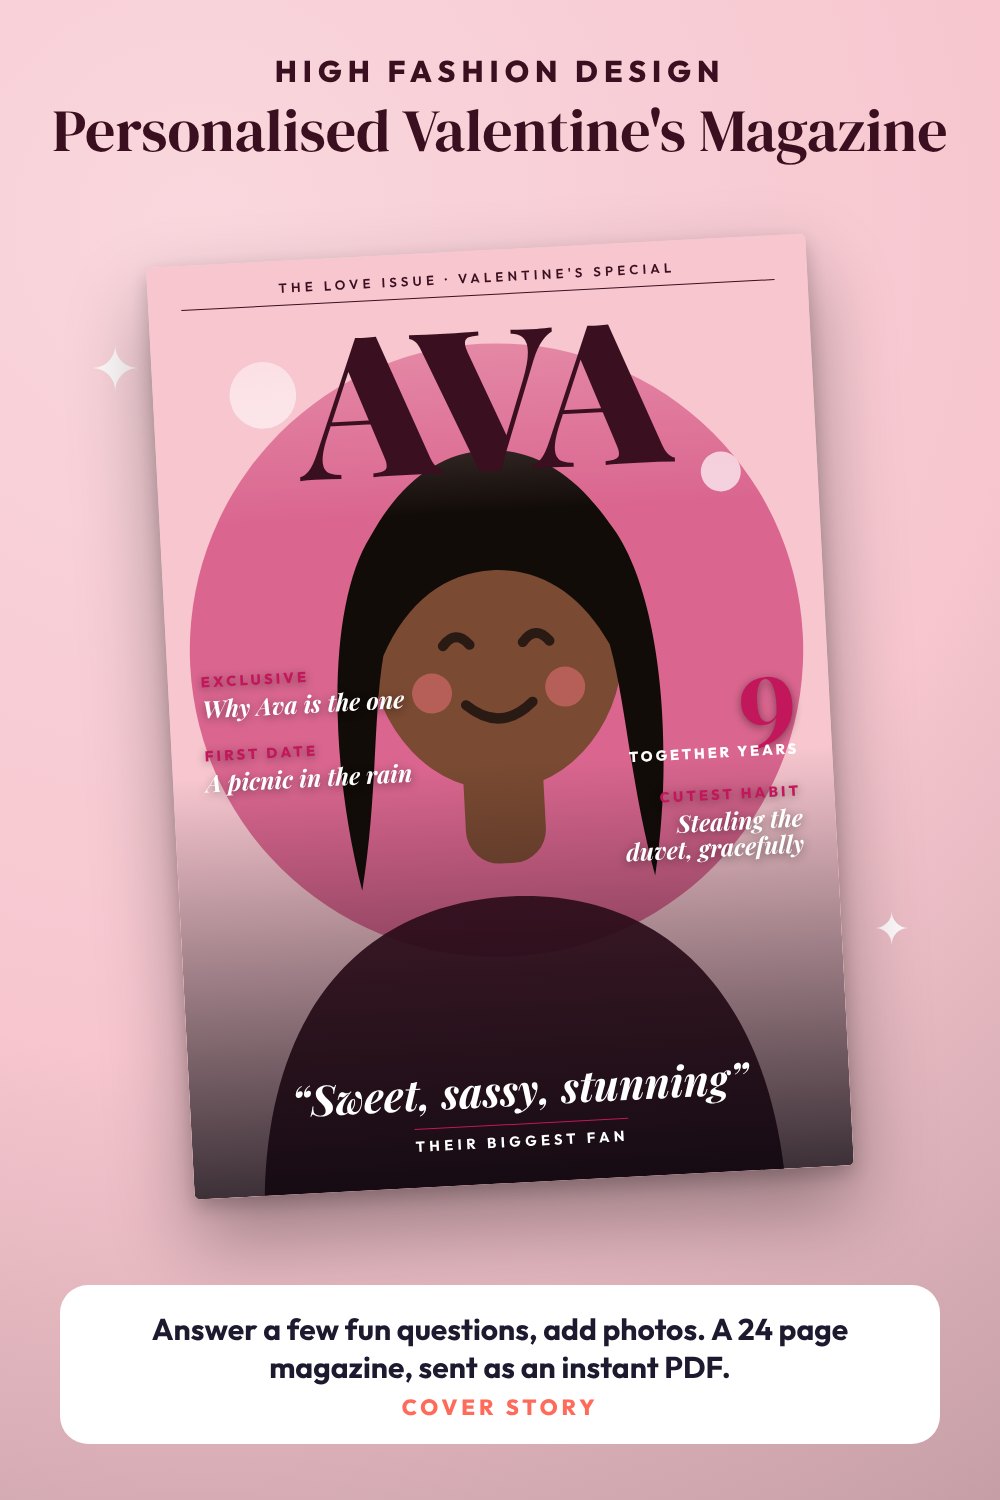 HIGH FASHION DESIGN
Personalised Valentine's Magazine
THE LOVE ISSUE · VALENTINE'S SPECIAL
AVA
EXCLUSIVE
Why Ava is the one
FIRST DATE
A picnic in the rain
9
TOGETHER YEARS
CUTEST HABIT
Stealing the
duvet, gracefully
“Sweet, sassy, stunning”
THEIR BIGGEST FAN
Answer a few fun questions, add photos. A 24 page
magazine, sent as an instant PDF.
COVER STORY